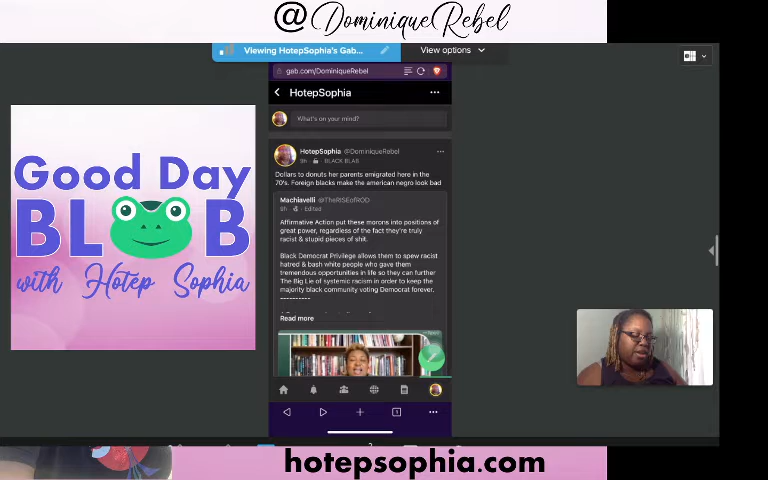 @DominiqueRebel
Viewing HotepSophia's Gab...
View options
gab.com/DominiqueRebel
HotepSophia
What's on your mind?
HotepSophia @DominiqueRebel
9h · BLACK BLAB
Dollars to donuts her parents emigrated here in the
70's. Foreign blacks make the american negro look bad
Machiavelli @TheRISEofROD
9h · Edited
Affirmative Action put these morons into positions of
great power, regardless of the fact they're truly
racist & stupid pieces of shit.
Black Democrat Privilege allows them to spew racist
hatred & bash white people who gave them
tremendous opportunities in life so they can further
The Big Lie of systemic racism in order to keep the
majority black community voting Democrat forever.
----------
Read more
Good Day
BL B
with Hotep Sophia
1
hotepsophia.com